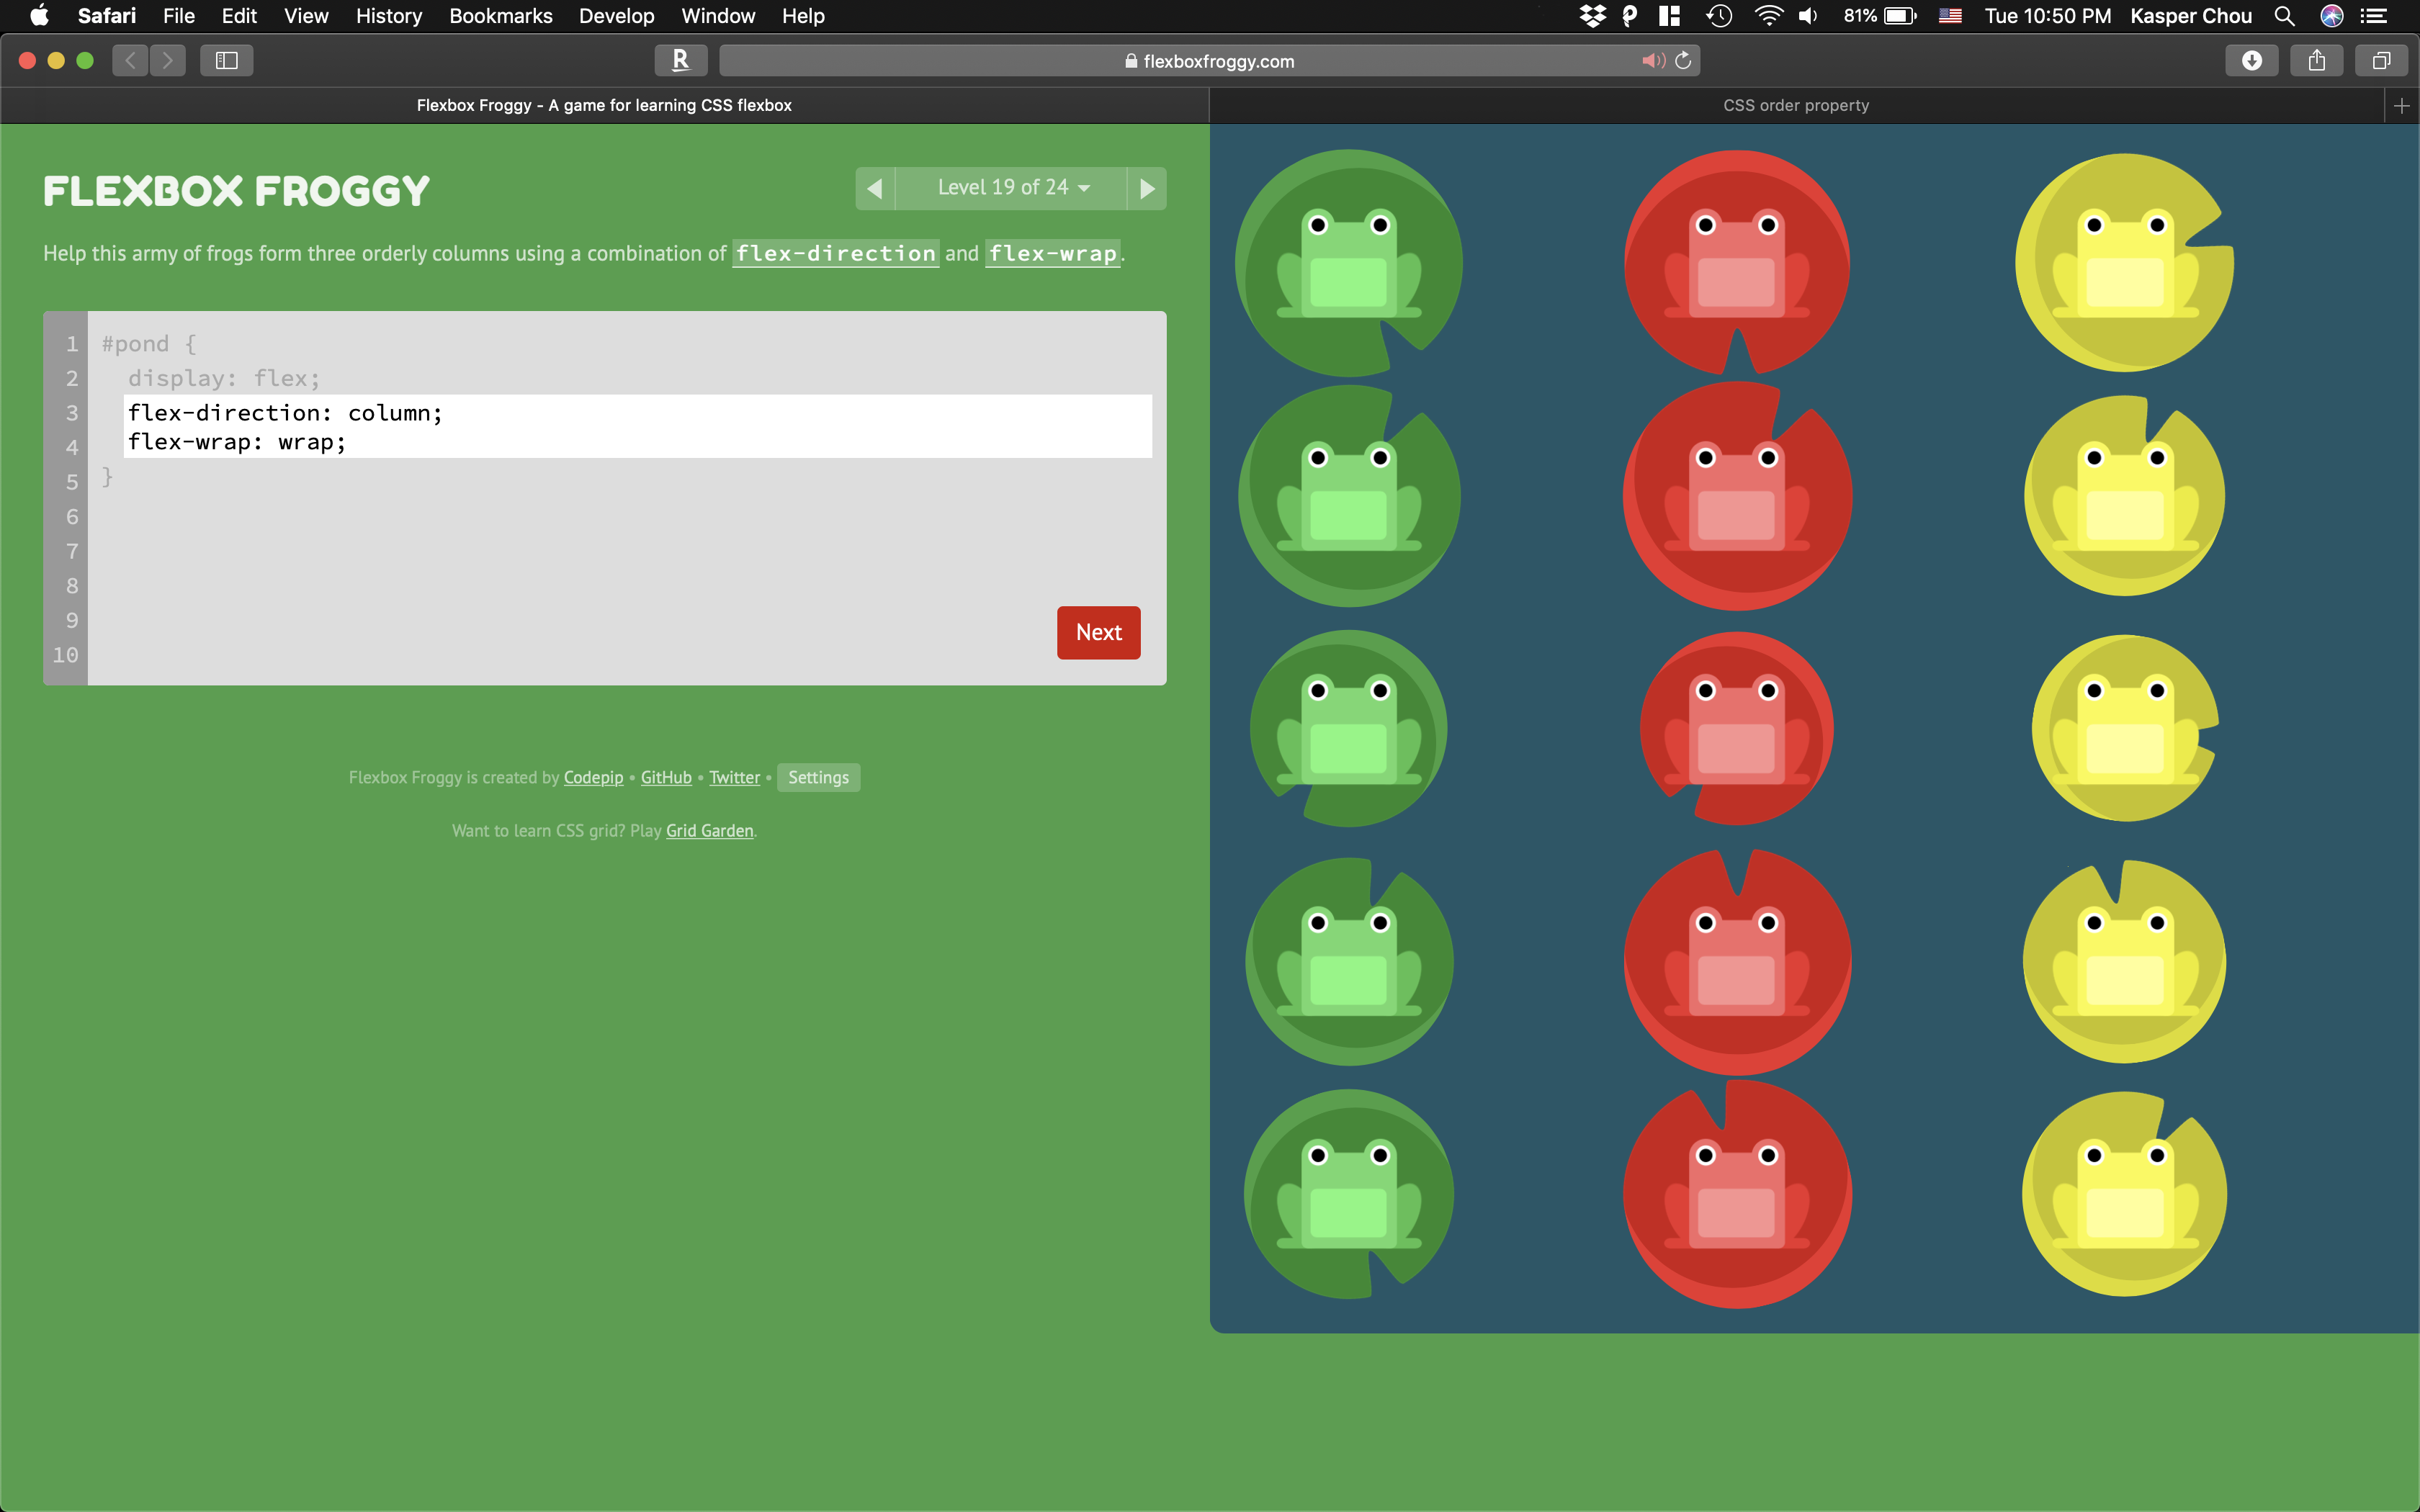 Safari File Edit View History Bookmarks Develop Window Help 81% Tue 10:50 PM Kasper Chou
R flexboxfroggy.com
Flexbox Froggy - A game for learning CSS flexbox CSS order property
FLEXBOX FROGGY
Level 19 of 24
Help this army of frogs form three orderly columns using a combination of flex-direction and flex-wrap.
1 #pond {
2 display: flex;
3 flex-direction: column;
4 flex-wrap: wrap;
5 }
6
7
8
9
10
Next
Flexbox Froggy is created by Codepip • GitHub • Twitter • Settings
Want to learn CSS grid? Play Grid Garden.